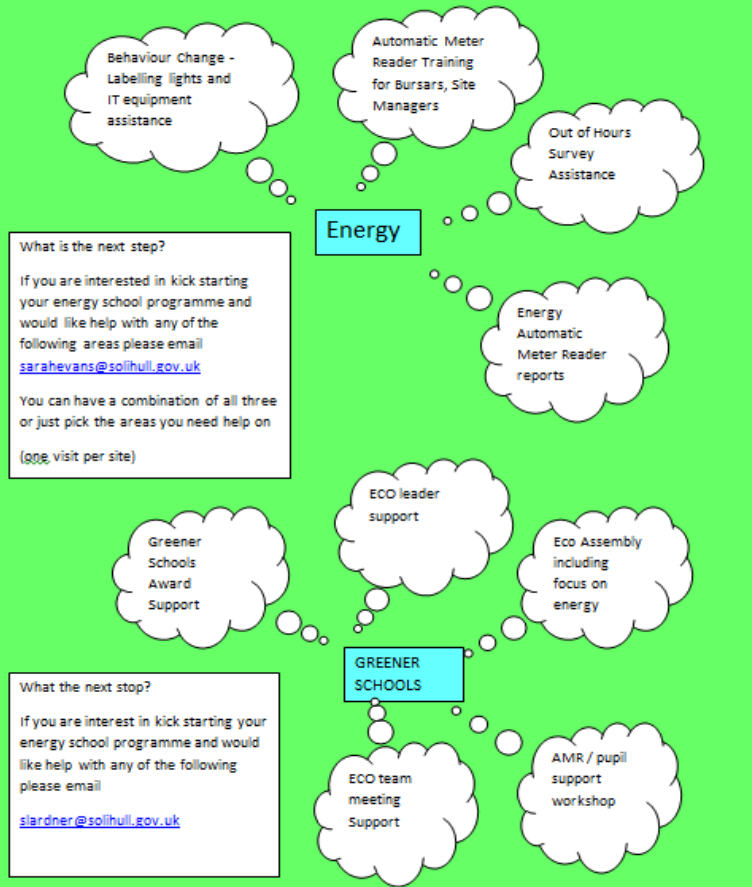 Behaviour Change -
Labelling lights and
IT equipment
assistance
Automatic Meter
Reader Training
for Bursars, Site
Managers
Out of Hours
Survey
Assistance
Energy
What is the next step?
If you are interested in kick starting
your energy school programme and
would like help with any of the
following areas please email
sarahevans@solihull.gov.uk
You can have a combination of all three
or just pick the areas you need help on
(one visit per site)
Energy
Automatic
Meter Reader
reports
ECO leader
support
Greener
Schools
Award
Support
Eco Assembly
including
focus on
energy
GREENER
SCHOOLS
What the next stop?
If you are interest in kick starting your
energy school programme and would
like help with any of the following
please email
slardner@solihull.gov.uk
ECO team
meeting
Support
AMR / pupil
support
workshop